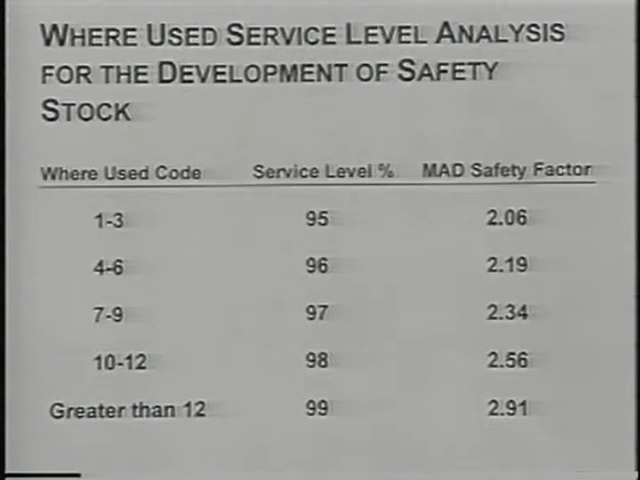 WHERE USED SERVICE LEVEL ANALYSIS
FOR THE DEVELOPMENT OF SAFETY
STOCK
Where Used Code Service Level % MAD Safety Factor
1-3 95 2.06
4-6 96 2.19
7-9 97 2.34
10-12 98 2.56
Greater than 12 99 2.91